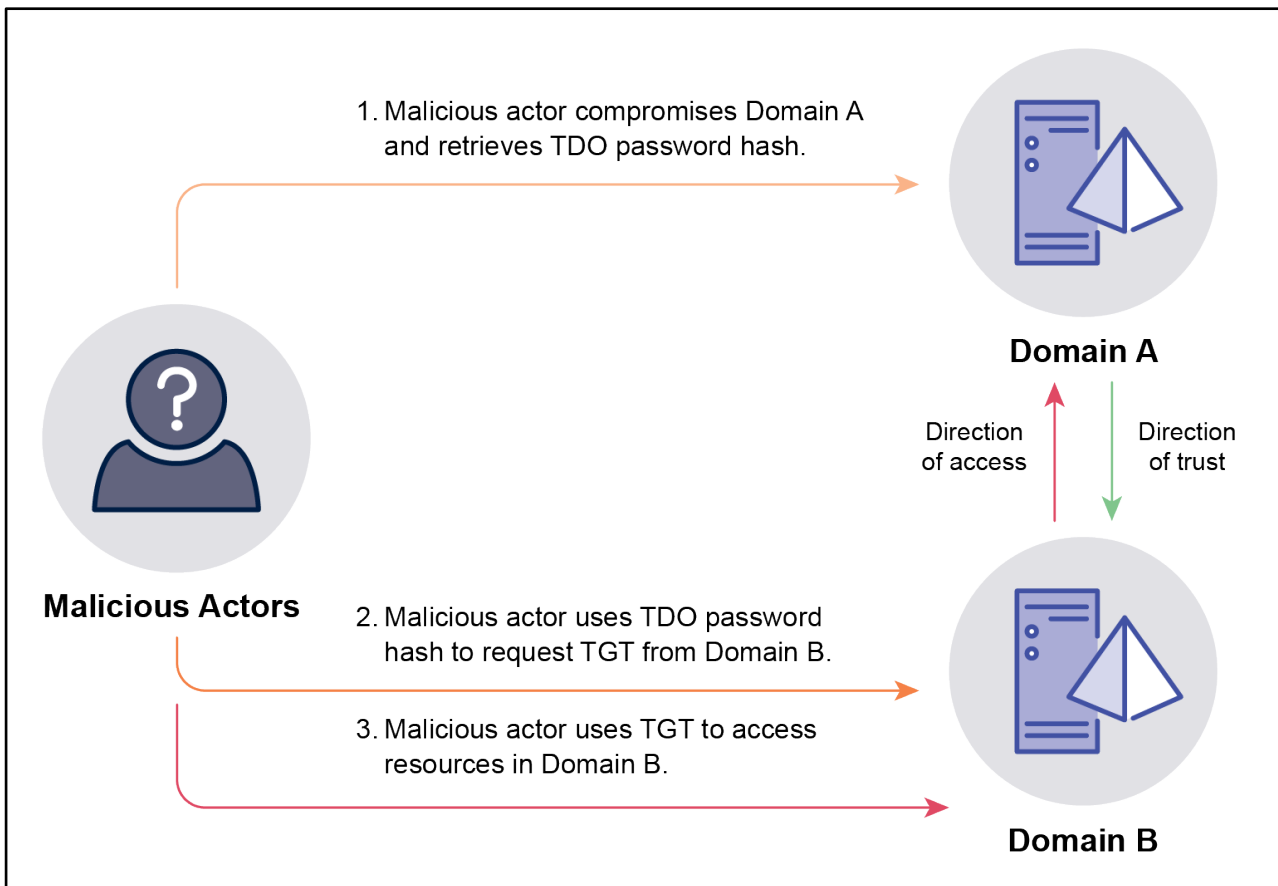 1. Malicious actor compromises Domain A
and retrieves TDO password hash.
Domain A
Direction
of access
Direction
of trust
?
Malicious Actors
2. Malicious actor uses TDO password
hash to request TGT from Domain B.
3. Malicious actor uses TGT to access
resources in Domain B.
Domain B